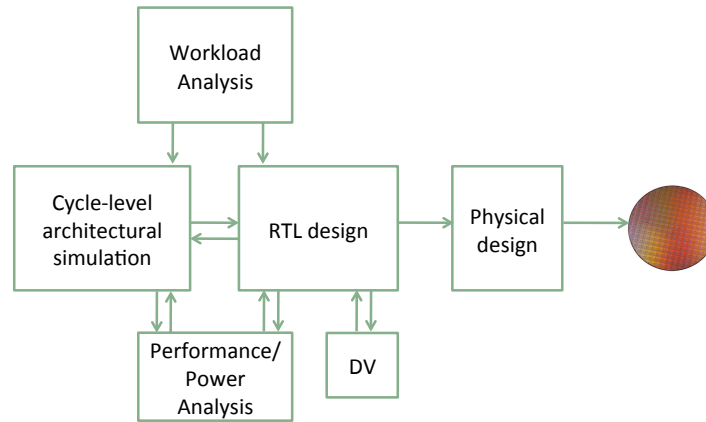 Workload
Analysis
Cycle-level
architectural
simulation
RTL design
Physical
design
Performance/
Power
Analysis
DV